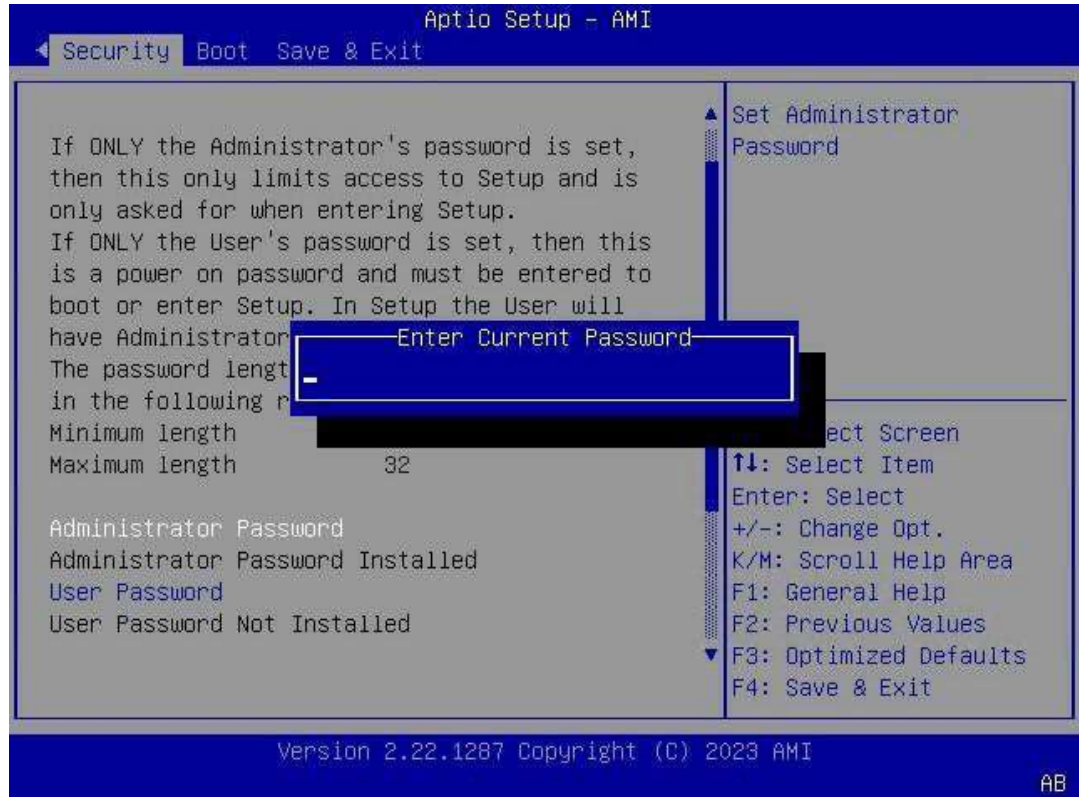 Aptio Setup – AMI
Security Boot Save & Exit
If ONLY the Administrator's password is set,
then this only limits access to Setup and is
only asked for when entering Setup.
If ONLY the User's password is set, then this
is a power on password and must be entered to
boot or enter Setup. In Setup the User will
have Administrator
The password lengt
in the following r
Minimum length
Maximum length 32
Administrator Password
Administrator Password Installed
User Password
User Password Not Installed
Enter Current Password
Set Administrator
Password
ect Screen
↑↓: Select Item
Enter: Select
+/-: Change Opt.
K/M: Scroll Help Area
F1: General Help
F2: Previous Values
F3: Optimized Defaults
F4: Save & Exit
Version 2.22.1287 Copyright (C) 2023 AMI
AB